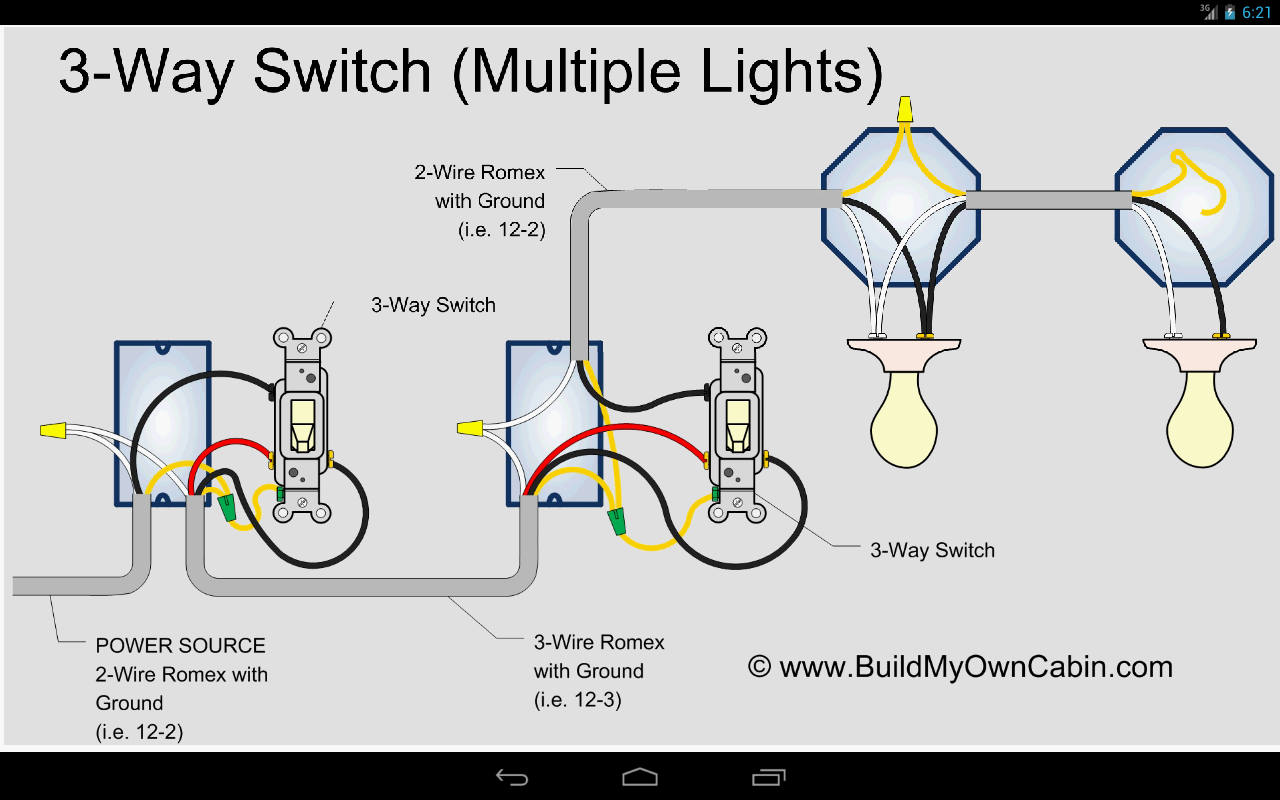 3G 6:21
3-Way Switch (Multiple Lights)
2-Wire Romex
with Ground
(i.e. 12-2)
3-Way Switch
3-Way Switch
POWER SOURCE
2-Wire Romex with
Ground
(i.e. 12-2)
3-Wire Romex
with Ground
(i.e. 12-3)
© www.BuildMyOwnCabin.com